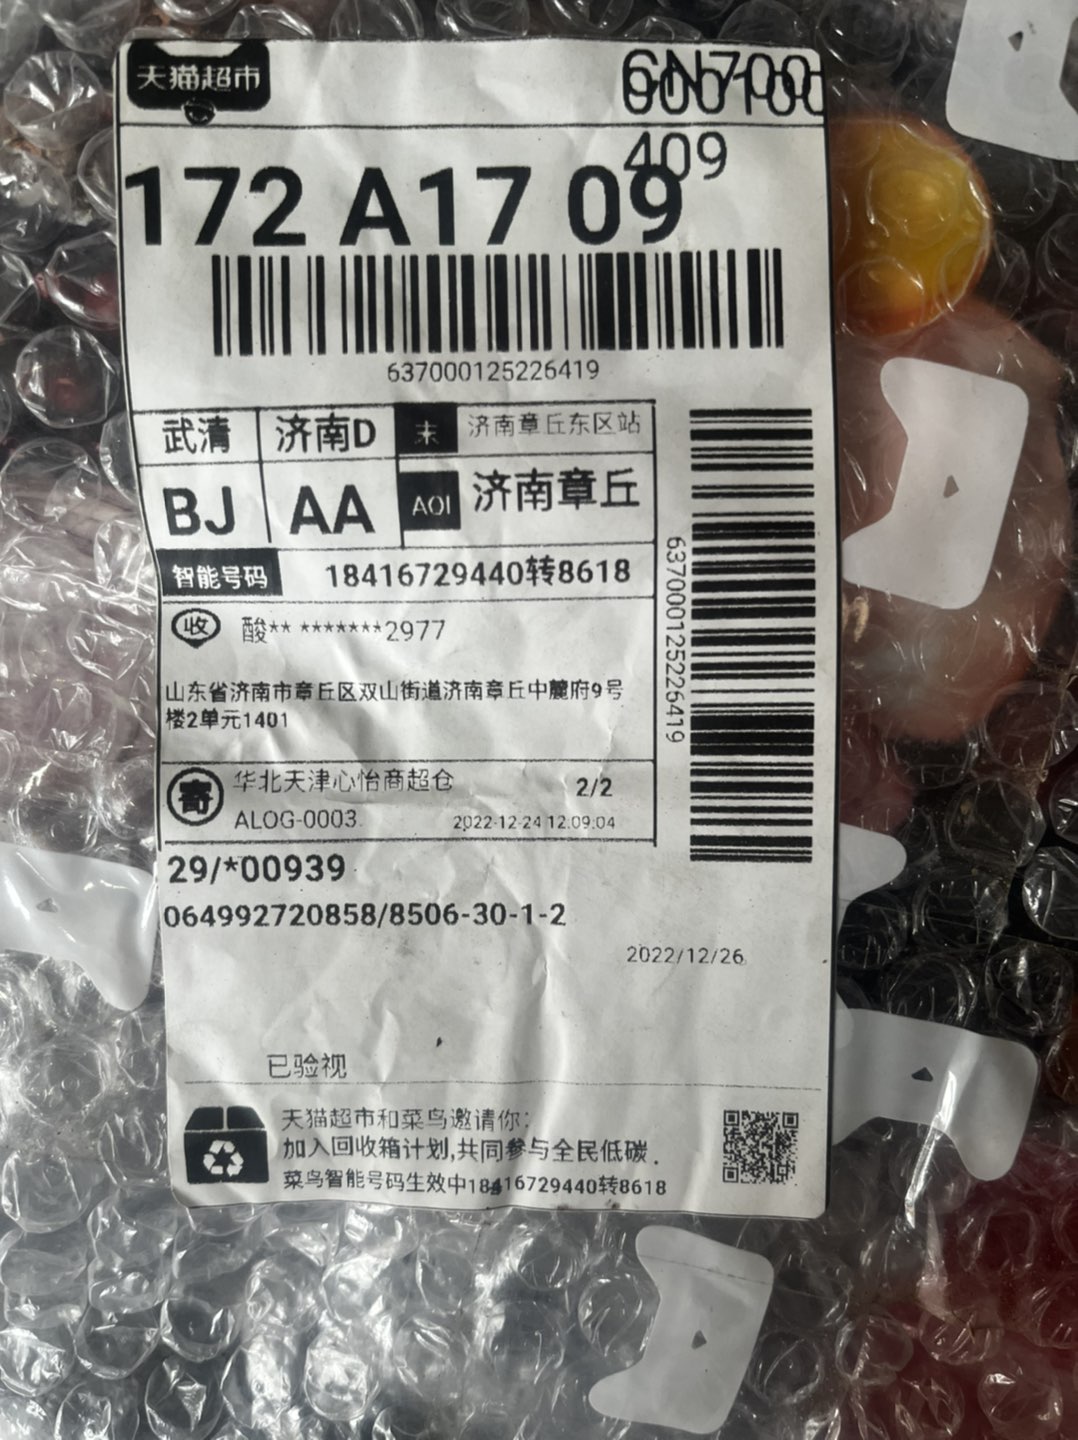 天猫超市
409
172 A17 09
637000125226419
武清 济南D 末 济南章丘东区站
BJ AA AOI 济南章丘
637000125226419
智能号码 18416729440转8618
收 酸** *******2977
山东省济南市章丘区双山街道济南章丘中麓府9号
楼2单元1401
寄 华北天津心怡商超仓 2/2
ALOG-0003 2022-12-24 12:09:04
29/*00939
064992720858/8506-30-1-2
2022/12/26
已验视
天猫超市和菜鸟邀请你:
加入回收箱计划,共同参与全民低碳.
菜鸟智能号码生效中18416729440转8618